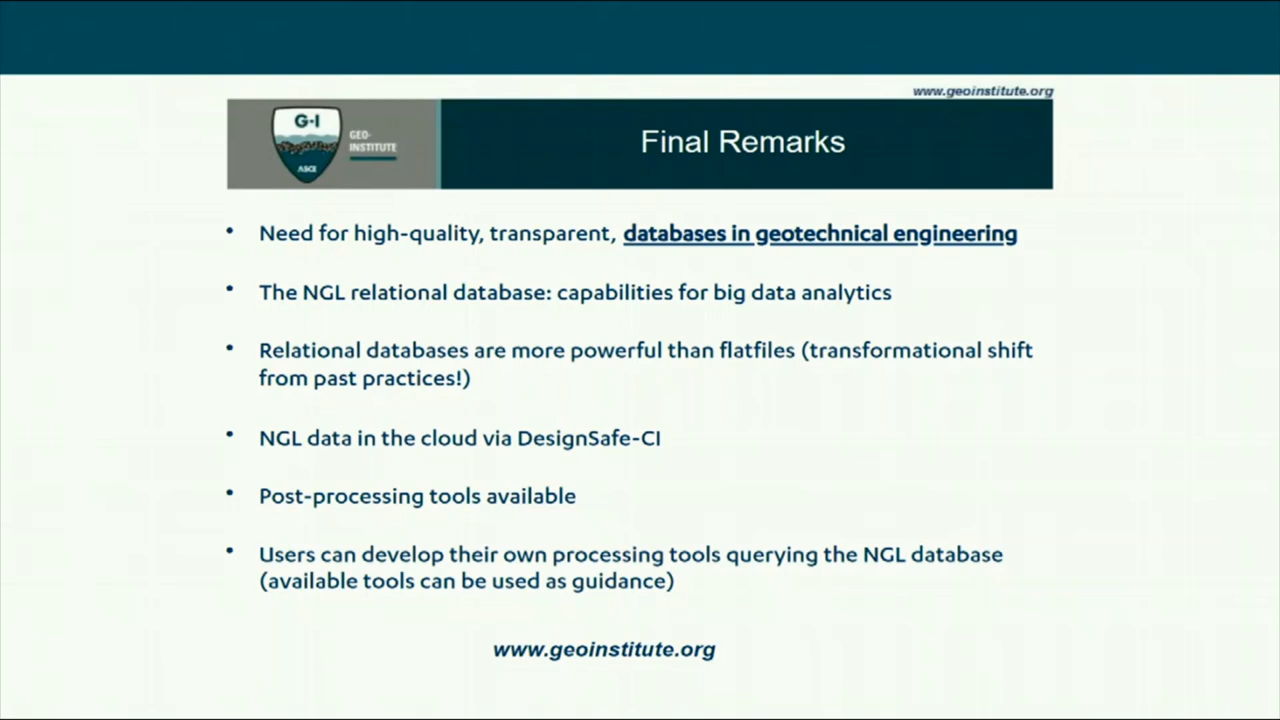 www.geoinstitute.org
G-I
GEO-
INSTITUTE
ASCE
Final Remarks
• Need for high-quality, transparent, databases in geotechnical engineering
• The NGL relational database: capabilities for big data analytics
• Relational databases are more powerful than flatfiles (transformational shift
from past practices!)
• NGL data in the cloud via DesignSafe-CI
• Post-processing tools available
• Users can develop their own processing tools querying the NGL database
(available tools can be used as guidance)
www.geoinstitute.org